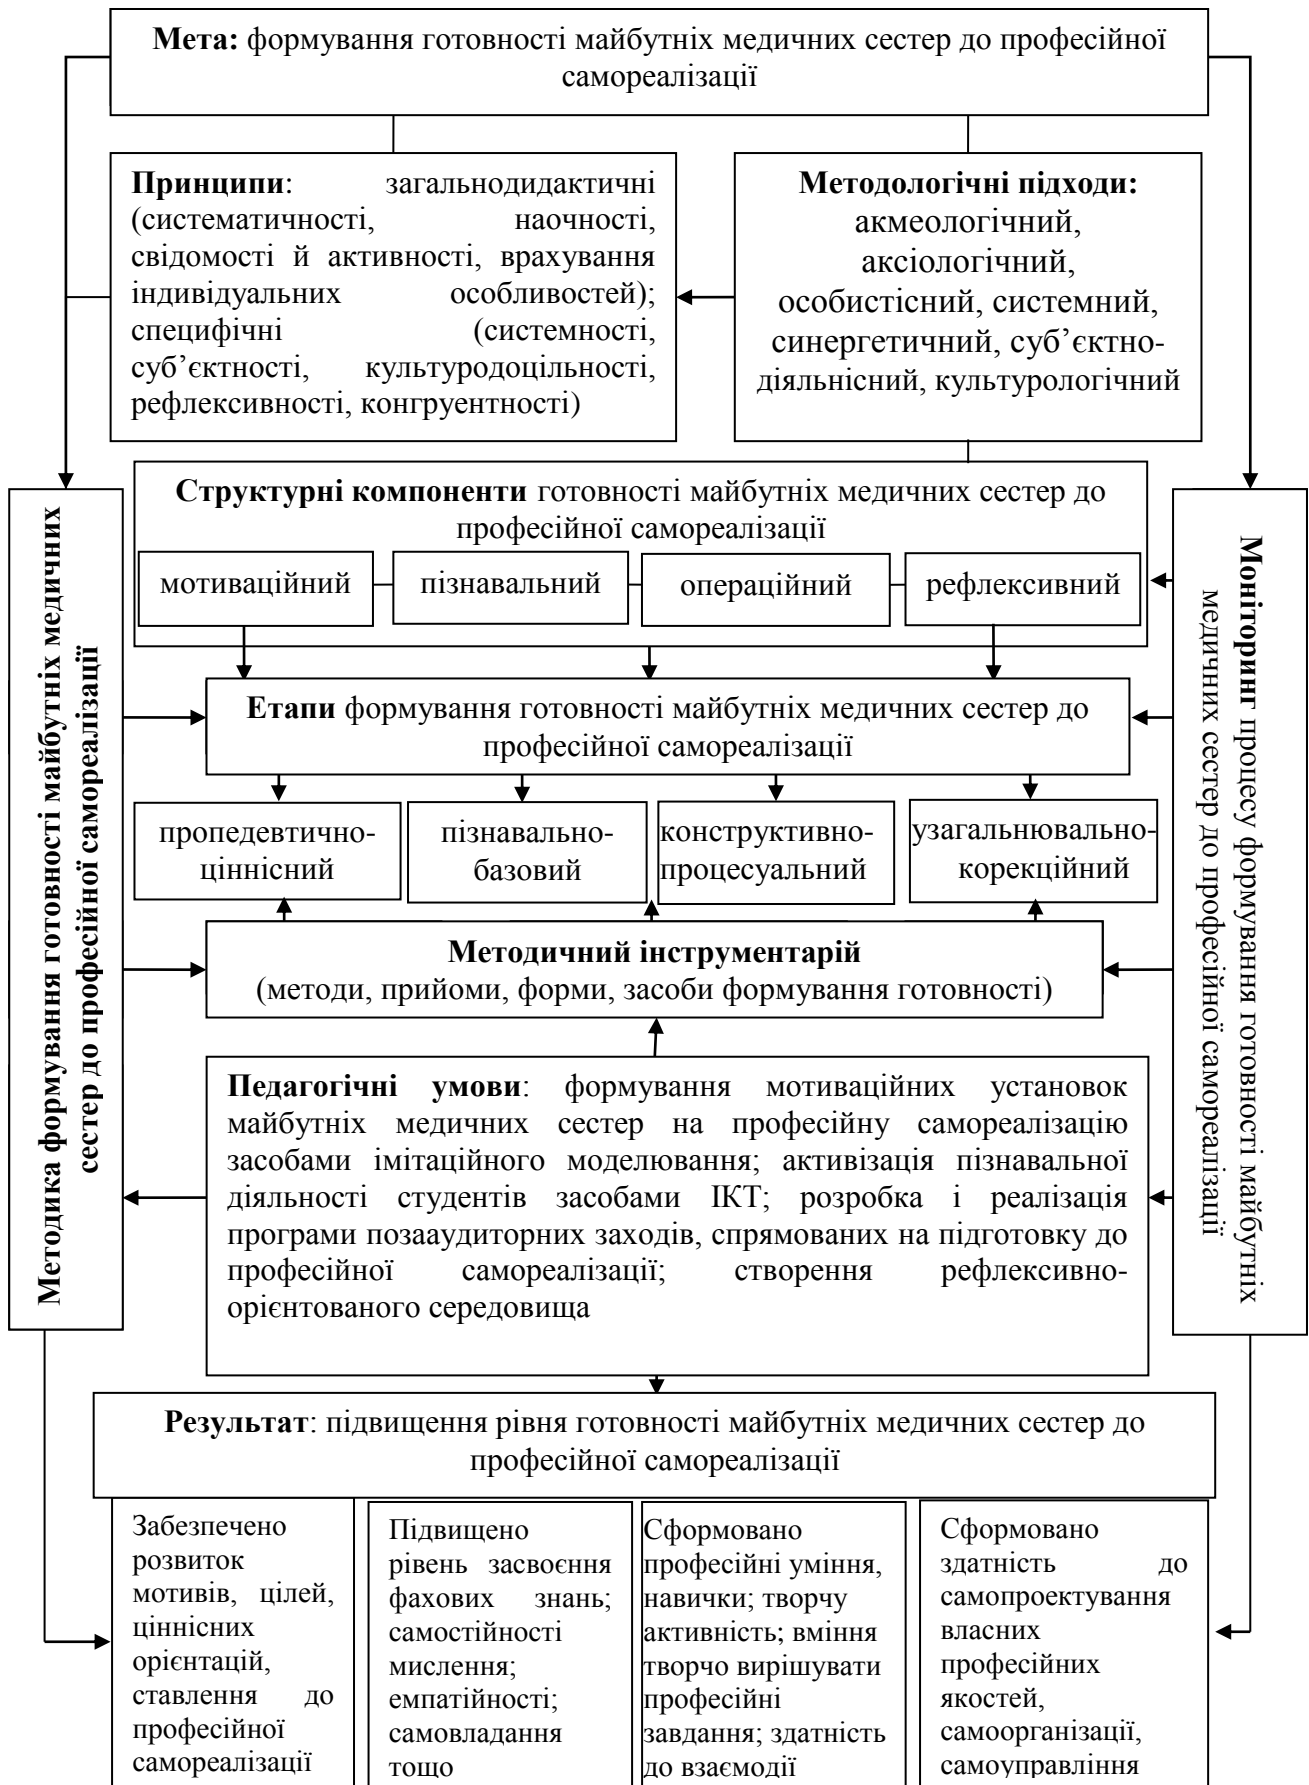 Мета: формування готовності майбутніх медичних сестер до професійної
самореалізації
Принципи: загальнодидактичні
(систематичності, наочності,
свідомості й активності, врахування
індивідуальних особливостей);
специфічні (системності,
суб’єктності, культуродоцільності,
рефлексивності, конгруентності)
Методологічні підходи:
акмеологічний,
аксіологічний,
особистісний, системний,
синергетичний, суб’єктно-
діяльнісний, культурологічний
Методика формування готовності майбутніх медичних
сестер до професійної самореалізації
Структурні компоненти готовності майбутніх медичних сестер до
професійної самореалізації
мотиваційний
пізнавальний
операційний
рефлексивний
Етапи формування готовності майбутніх медичних сестер до
професійної самореалізації
пропедевтично-
ціннісний
пізнавально-
базовий
конструктивно-
процесуальний
узагальнювально-
корекційний
Методичний інструментарій
(методи, прийоми, форми, засоби формування готовності)
Педагогічні умови: формування мотиваційних установок
майбутніх медичних сестер на професійну самореалізацію
засобами імітаційного моделювання; активізація пізнавальної
діяльності студентів засобами ІКТ; розробка і реалізація
програми позааудиторних заходів, спрямованих на підготовку до
професійної самореалізації; створення рефлексивно-
орієнтованого середовища
Моніторинг процесу формування готовності майбутніх
медичних сестер до професійної самореалізації
Результат: підвищення рівня готовності майбутніх медичних сестер до
професійної самореалізації
Забезпечено
розвиток
мотивів, цілей,
ціннісних
орієнтацій,
ставлення до
професійної
самореалізації
Підвищено
рівень засвоєння
фахових знань;
самостійності
мислення;
емпатійності;
самовладання
тощо
Сформовано
професійні уміння,
навички; творчу
активність; вміння
творчо вирішувати
професійні
завдання; здатність
до взаємодії
Сформовано
здатність до
самопроектування
власних
професійних
якостей,
самоорганізації,
самоуправління